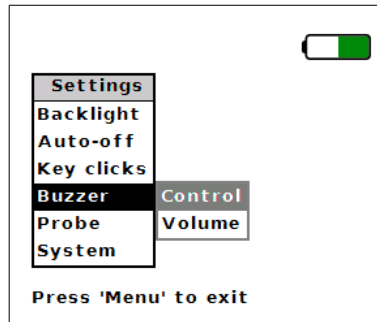 Settings
Backlight
Auto-off
Key clicks
Buzzer Control
Probe Volume
System
Press 'Menu' to exit